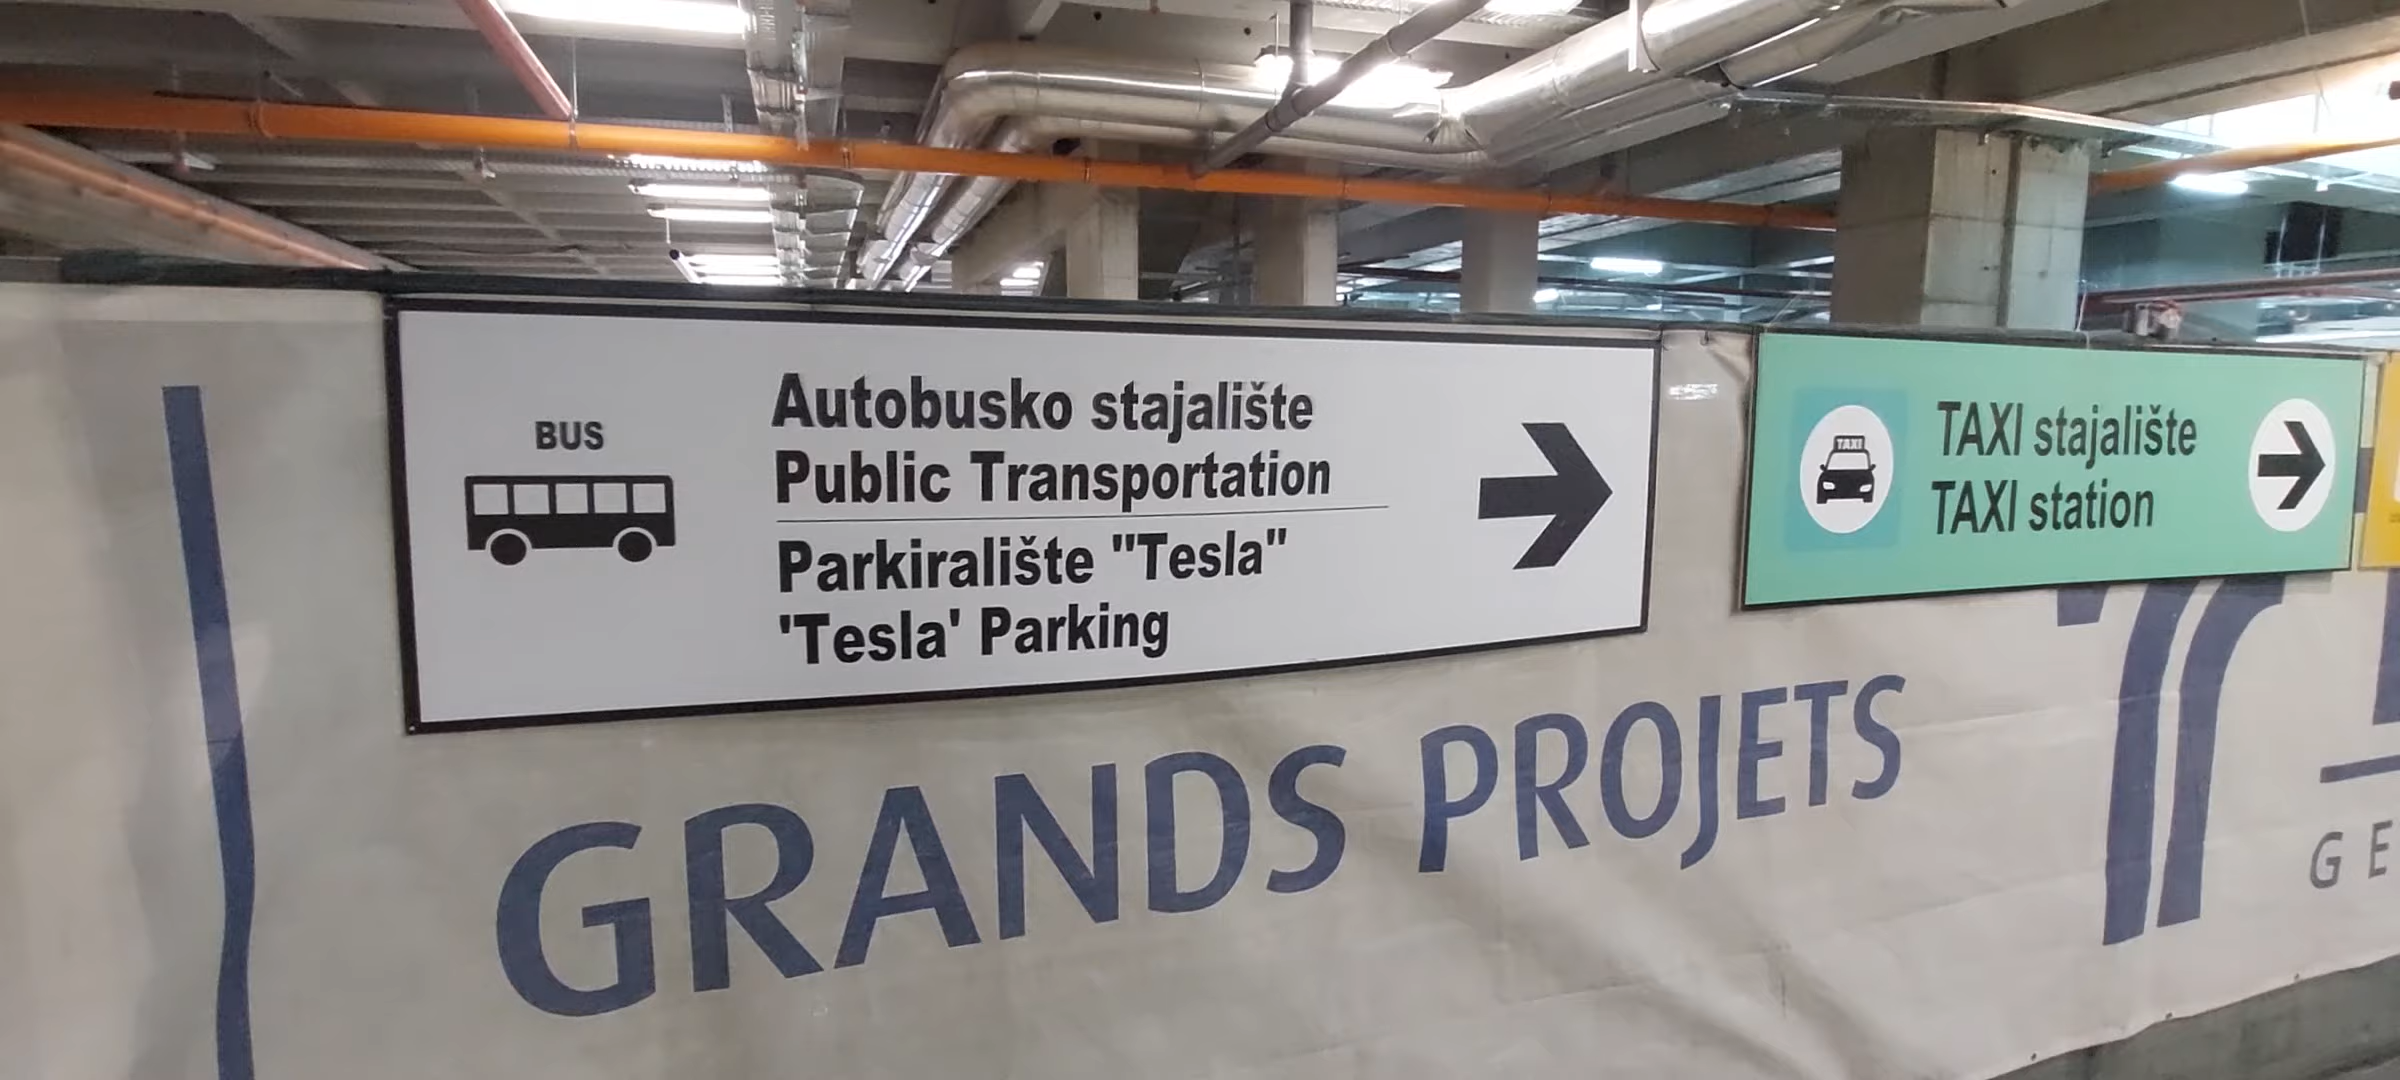 BUS
Autobusko stajalište
Public Transportation
Parkiralište "Tesla"
'Tesla' Parking
TAXI
TAXI stajalište
TAXI station
GRANDS PROJETS